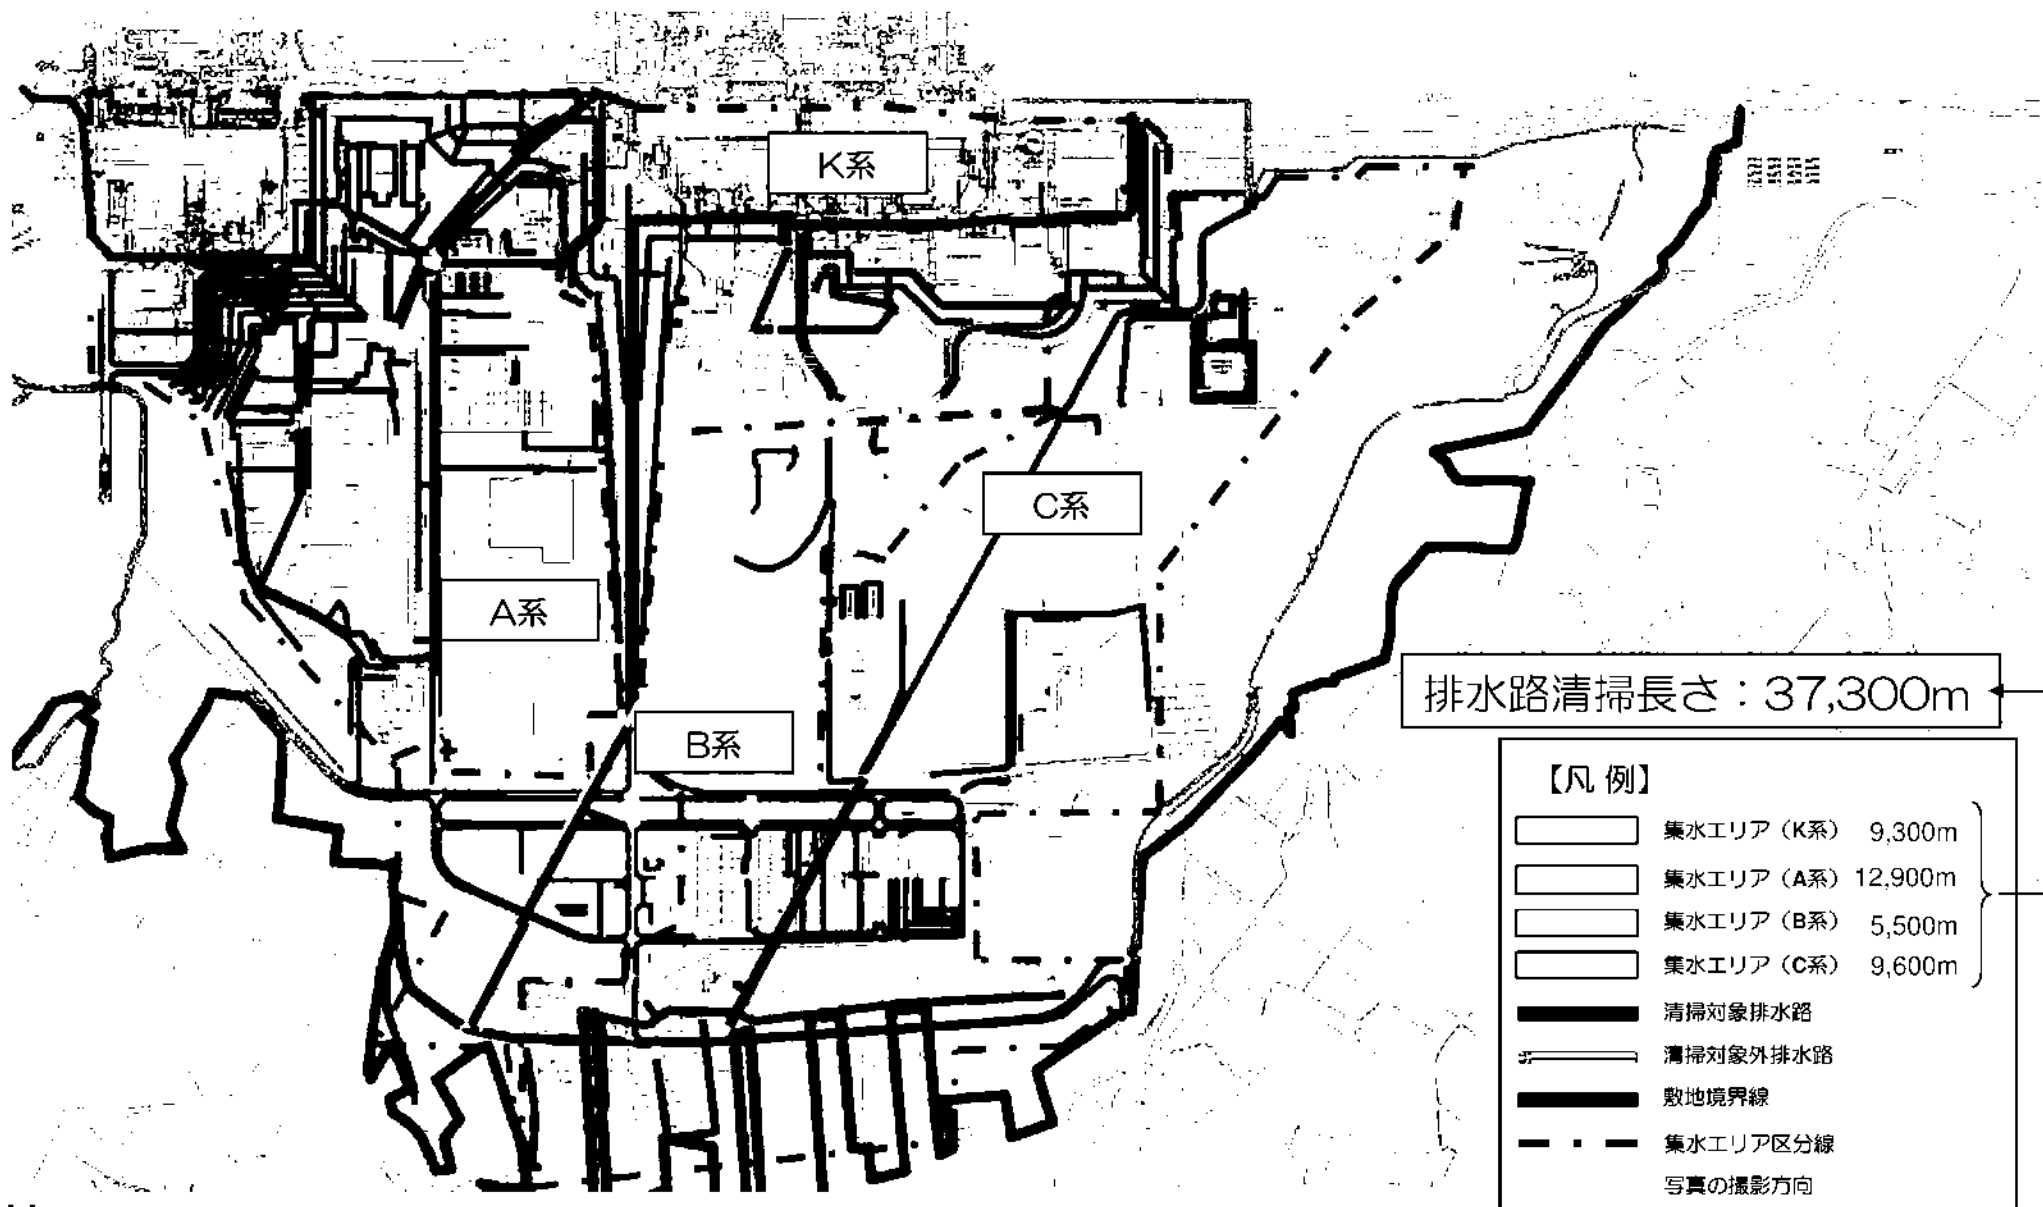 K系
C系
A系
B系
排水路清掃長さ：37,300m
【凡 例】
集水エリア（K系） 9,300m
集水エリア（A系） 12,900m
集水エリア（B系） 5,500m
集水エリア（C系） 9,600m
清掃対象排水路
清掃対象外排水路
敷地境界線
集水エリア区分線
写真の撮影方向